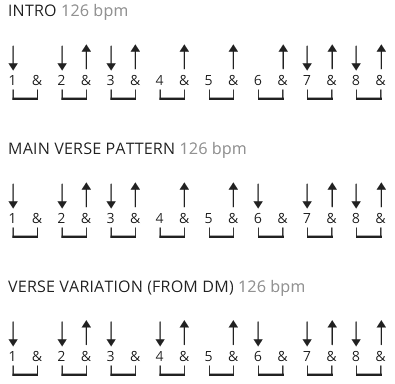 INTRO 126 bpm
1 & 2 & 3 & 4 & 5 & 6 & 7 & 8 &
MAIN VERSE PATTERN 126 bpm
1 & 2 & 3 & 4 & 5 & 6 & 7 & 8 &
VERSE VARIATION (FROM DM) 126 bpm
1 & 2 & 3 & 4 & 5 & 6 & 7 & 8 &